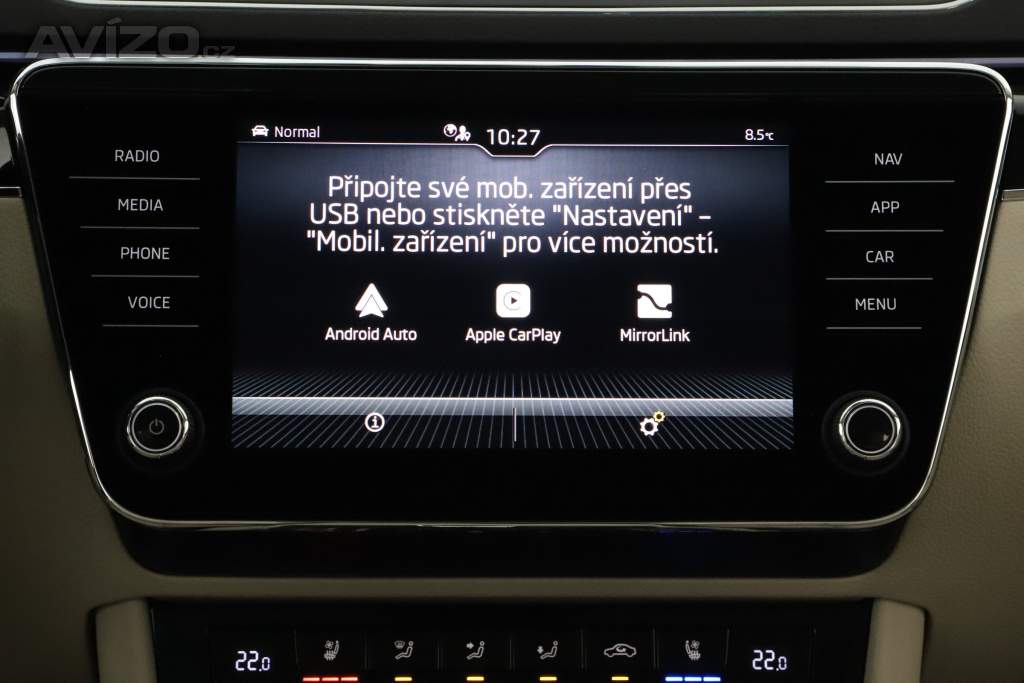 AVÍZO.cz
Normal
10:27
8.5°C
RADIO
MEDIA
PHONE
VOICE
Připojte své mob. zařízení přes
USB nebo stiskněte "Nastavení" –
"Mobil. zařízení" pro více možností.
Android Auto
Apple CarPlay
MirrorLink
NAV
APP
CAR
MENU
22.0
22.0